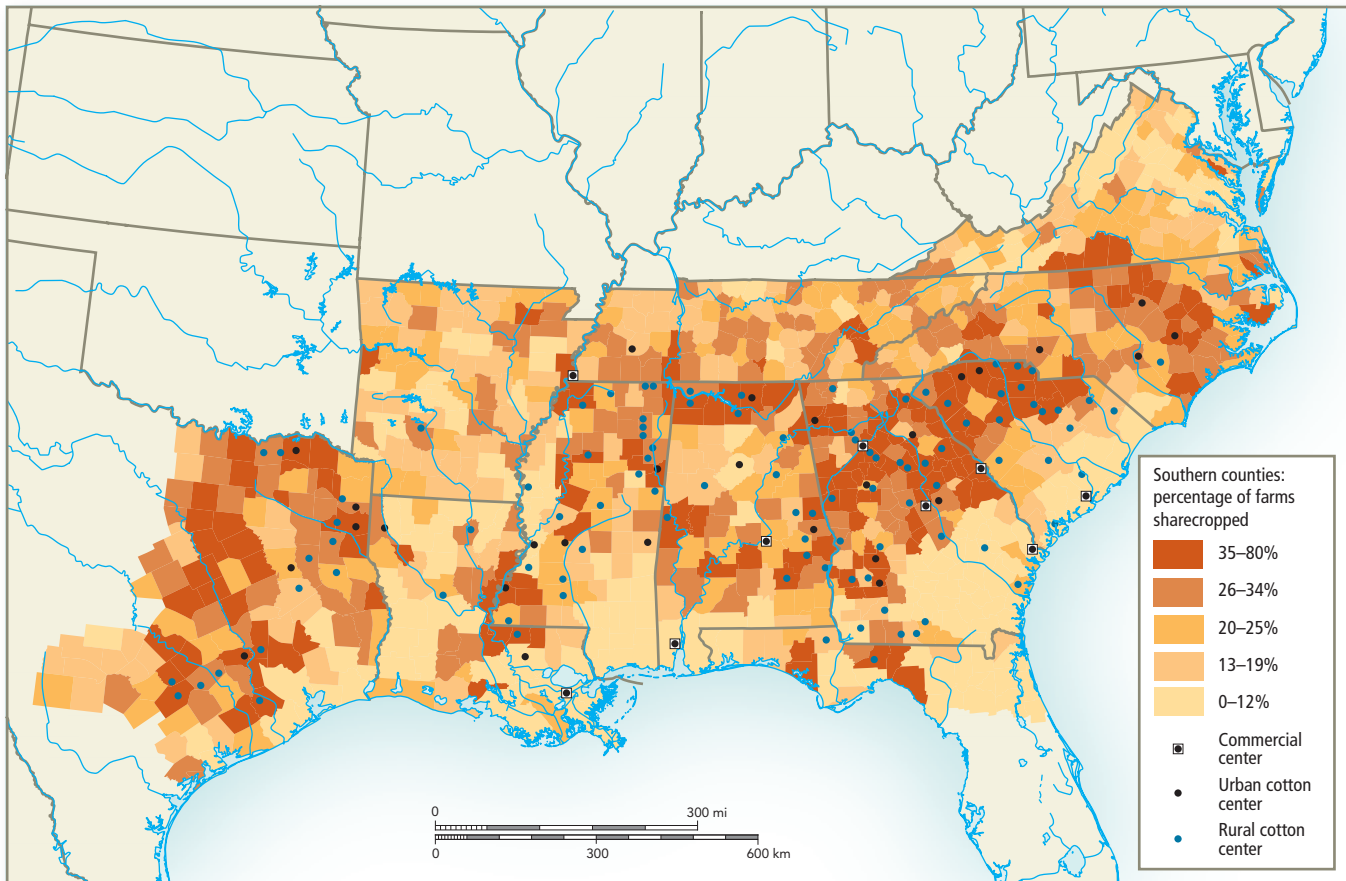 Southern counties:
percentage of farms
sharecropped
35–80%
26–34%
20–25%
13–19%
0–12%
Commercial
center
Urban cotton
center
Rural cotton
center
0 300 mi
0 300 600 km